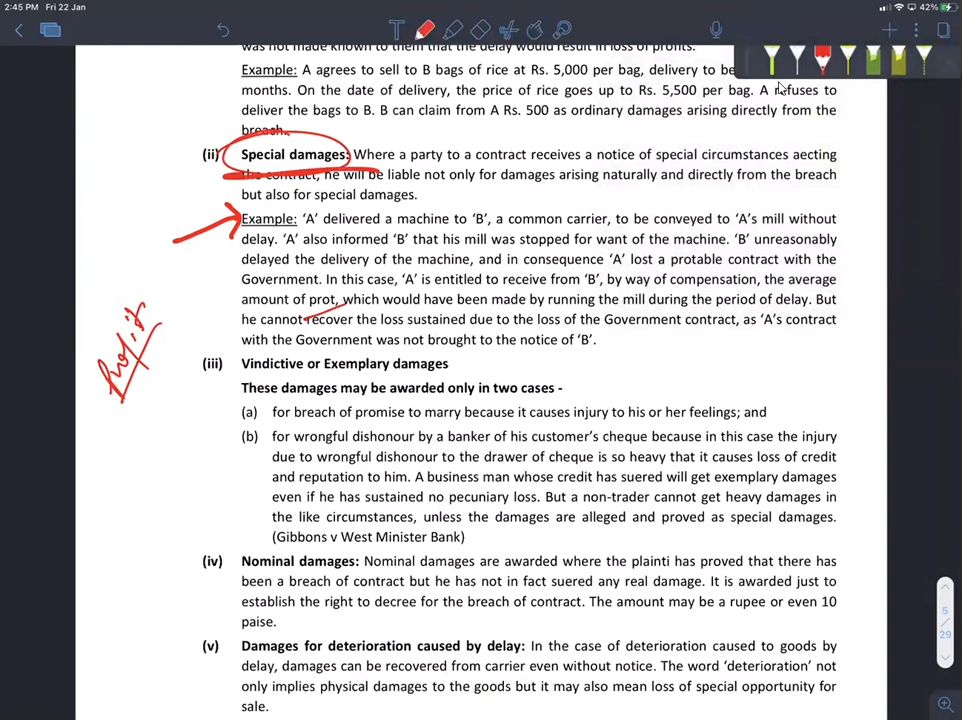 2:45 PM Fri 22 Jan
42%
was not made known to them that the delay would result in loss of profits.
Example: A agrees to sell to B bags of rice at Rs. 5,000 per bag, delivery to be
months. On the date of delivery, the price of rice goes up to Rs. 5,500 per bag. A refuses to
deliver the bags to B. B can claim from A Rs. 500 as ordinary damages arising directly from the
breach.
(ii) Special damages: Where a party to a contract receives a notice of special circumstances aecting
the contract, he will be liable not only for damages arising naturally and directly from the breach
but also for special damages.
Example: ‘A’ delivered a machine to ‘B’, a common carrier, to be conveyed to ‘A’s mill without
delay. ‘A’ also informed ‘B’ that his mill was stopped for want of the machine. ‘B’ unreasonably
delayed the delivery of the machine, and in consequence ‘A’ lost a protable contract with the
Government. In this case, ‘A’ is entitled to receive from ‘B’, by way of compensation, the average
amount of prot, which would have been made by running the mill during the period of delay. But
he cannot recover the loss sustained due to the loss of the Government contract, as ‘A’s contract
with the Government was not brought to the notice of ‘B’.
Profit
(iii) Vindictive or Exemplary damages
These damages may be awarded only in two cases -
(a) for breach of promise to marry because it causes injury to his or her feelings; and
(b) for wrongful dishonour by a banker of his customer’s cheque because in this case the injury
due to wrongful dishonour to the drawer of cheque is so heavy that it causes loss of credit
and reputation to him. A business man whose credit has suered will get exemplary damages
even if he has sustained no pecuniary loss. But a non-trader cannot get heavy damages in
the like circumstances, unless the damages are alleged and proved as special damages.
(Gibbons v West Minister Bank)
(iv) Nominal damages: Nominal damages are awarded where the plainti has proved that there has
been a breach of contract but he has not in fact suered any real damage. It is awarded just to
establish the right to decree for the breach of contract. The amount may be a rupee or even 10
paise.
(v) Damages for deterioration caused by delay: In the case of deterioration caused to goods by
delay, damages can be recovered from carrier even without notice. The word ‘deterioration’ not
only implies physical damages to the goods but it may also mean loss of special opportunity for
sale.
5
/
29